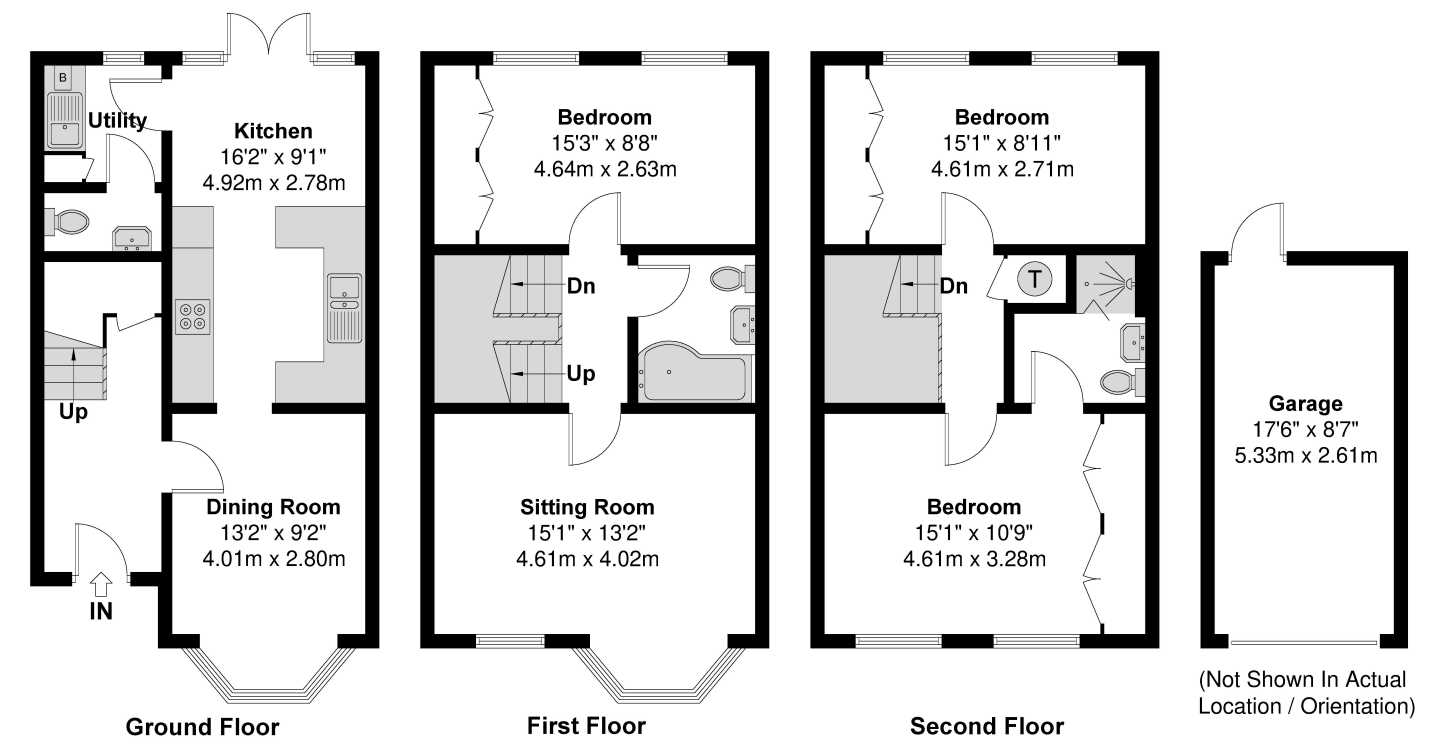 B
Utility
Kitchen
16'2" x 9'1"
4.92m x 2.78m
Up
Dining Room
13'2" x 9'2"
4.01m x 2.80m
IN
Ground Floor
Bedroom
15'3" x 8'8"
4.64m x 2.63m
Dn
Up
Sitting Room
15'1" x 13'2"
4.61m x 4.02m
First Floor
Bedroom
15'1" x 8'11"
4.61m x 2.71m
Dn
T
Bedroom
15'1" x 10'9"
4.61m x 3.28m
Second Floor
Garage
17'6" x 8'7"
5.33m x 2.61m
(Not Shown In Actual
Location / Orientation)